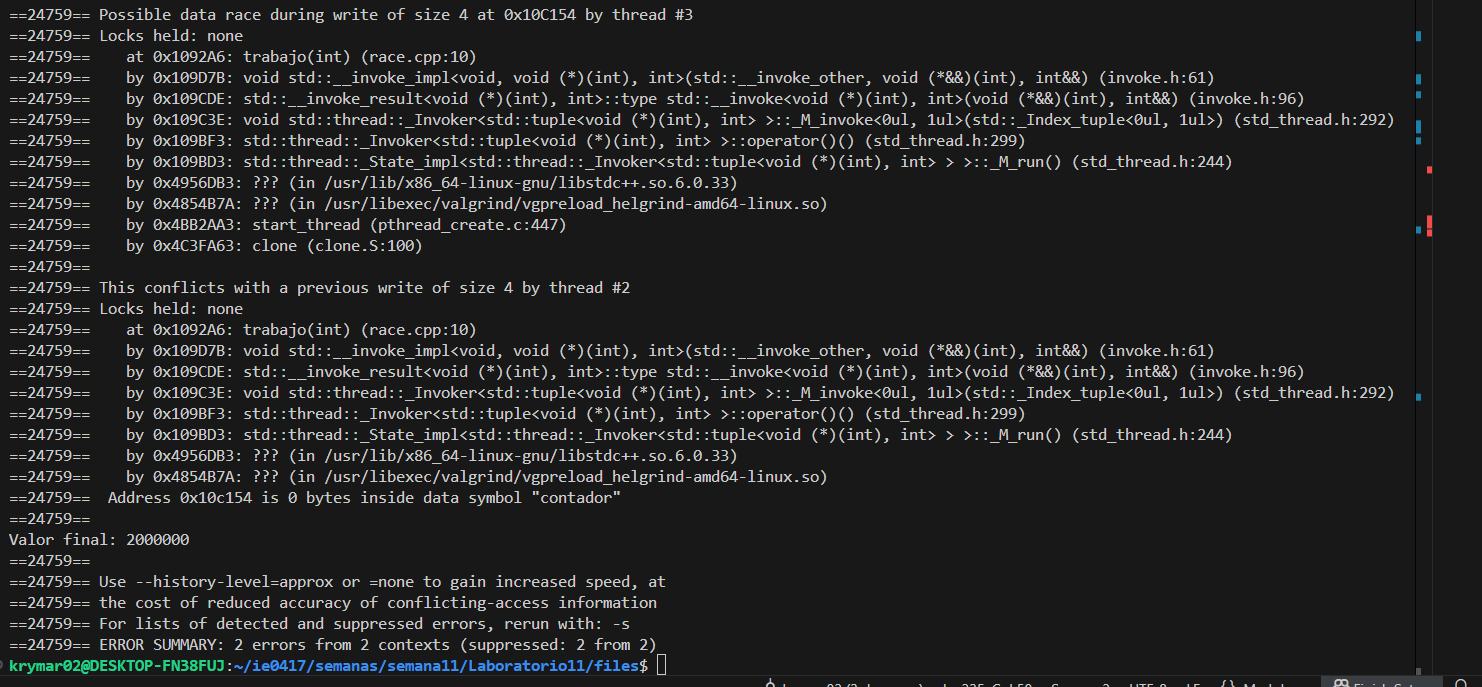 ==24759== Possible data race during write of size 4 at 0x10C154 by thread #3
==24759== Locks held: none
==24759==    at 0x1092A6: trabajo(int) (race.cpp:10)
==24759==    by 0x109D7B: void std::__invoke_impl<void, void (*)(int), int>(std::__invoke_other, void (*&&)(int), int&&) (invoke.h:61)
==24759==    by 0x109CDE: std::__invoke_result<void (*)(int), int>::type std::__invoke<void (*)(int), int>(void (*&&)(int), int&&) (invoke.h:96)
==24759==    by 0x109C3E: void std::thread::_Invoker<std::tuple<void (*)(int), int> >::_M_invoke<0ul, 1ul>(std::_Index_tuple<0ul, 1ul>) (std_thread.h:292)
==24759==    by 0x109BF3: std::thread::_Invoker<std::tuple<void (*)(int), int> >::operator()() (std_thread.h:299)
==24759==    by 0x109BD3: std::thread::_State_impl<std::thread::_Invoker<std::tuple<void (*)(int), int> > >::_M_run() (std_thread.h:244)
==24759==    by 0x4956DB3: ??? (in /usr/lib/x86_64-linux-gnu/libstdc++.so.6.0.33)
==24759==    by 0x4854B7A: ??? (in /usr/libexec/valgrind/vgpreload_helgrind-amd64-linux.so)
==24759==    by 0x4BB2AA3: start_thread (pthread_create.c:447)
==24759==    by 0x4C3FA63: clone (clone.S:100)
==24759==
==24759== This conflicts with a previous write of size 4 by thread #2
==24759== Locks held: none
==24759==    at 0x1092A6: trabajo(int) (race.cpp:10)
==24759==    by 0x109D7B: void std::__invoke_impl<void, void (*)(int), int>(std::__invoke_other, void (*&&)(int), int&&) (invoke.h:61)
==24759==    by 0x109CDE: std::__invoke_result<void (*)(int), int>::type std::__invoke<void (*)(int), int>(void (*&&)(int), int&&) (invoke.h:96)
==24759==    by 0x109C3E: void std::thread::_Invoker<std::tuple<void (*)(int), int> >::_M_invoke<0ul, 1ul>(std::_Index_tuple<0ul, 1ul>) (std_thread.h:292)
==24759==    by 0x109BF3: std::thread::_Invoker<std::tuple<void (*)(int), int> >::operator()() (std_thread.h:299)
==24759==    by 0x109BD3: std::thread::_State_impl<std::thread::_Invoker<std::tuple<void (*)(int), int> > >::_M_run() (std_thread.h:244)
==24759==    by 0x4956DB3: ??? (in /usr/lib/x86_64-linux-gnu/libstdc++.so.6.0.33)
==24759==    by 0x4854B7A: ??? (in /usr/libexec/valgrind/vgpreload_helgrind-amd64-linux.so)
==24759==  Address 0x10c154 is 0 bytes inside data symbol "contador"
==24759==
Valor final: 2000000
==24759==
==24759== Use --history-level=approx or =none to gain increased speed, at
==24759== the cost of reduced accuracy of conflicting-access information
==24759== For lists of detected and suppressed errors, rerun with: -s
==24759== ERROR SUMMARY: 2 errors from 2 contexts (suppressed: 2 from 2)
krymar02@DESKTOP-FN38FUJ:~/ie0417/semanas/semana11/Laboratorio11/files$